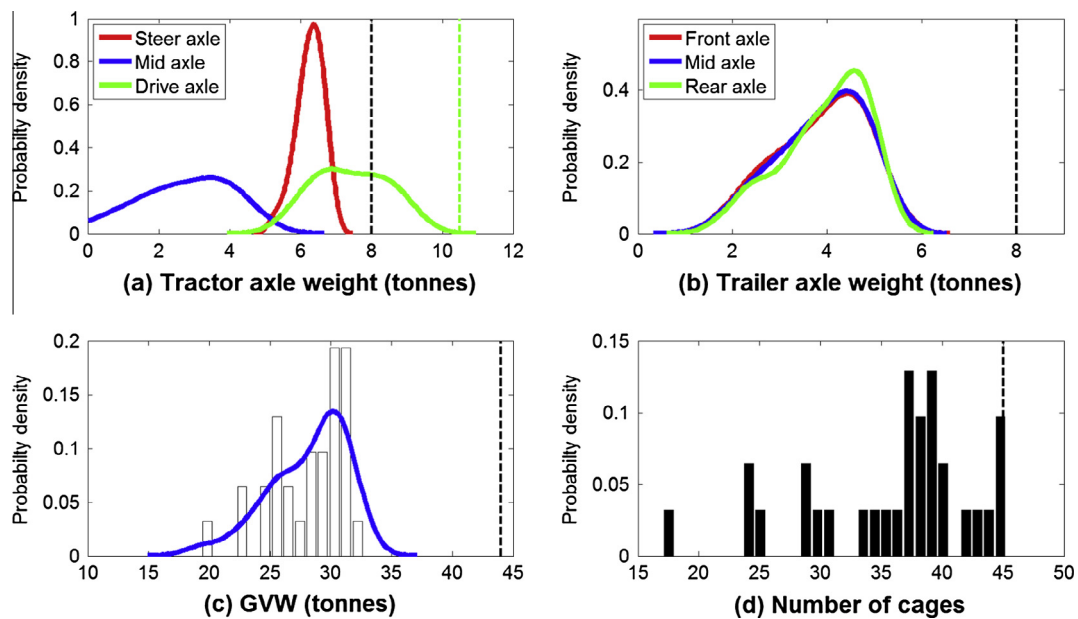 Probability density
1
0.8
0.6
0.4
0.2
0
Steer axle
Mid axle
Drive axle
0 2 4 6 8 10 12
(a) Tractor axle weight (tonnes)
Probability density
0.4
0.2
0.0
Front axle
Mid axle
Rear axle
0 2 4 6 8 10
(b) Trailer axle weight (tonnes)
Probabilty density
0.2
0.15
0.1
0.05
0
10 15 20 25 30 35 40 45
(c) GVW (tonnes)
Probabilty density
0.15
0.1
0.05
0
15 20 25 30 35 40 45 50
(d) Number of cages